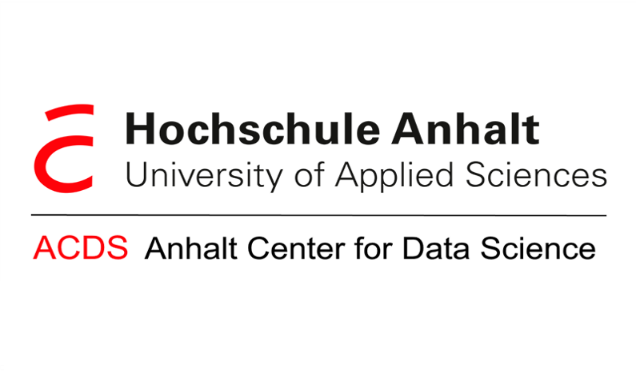 Hochschule Anhalt
University of Applied Sciences
ACDS Anhalt Center for Data Science